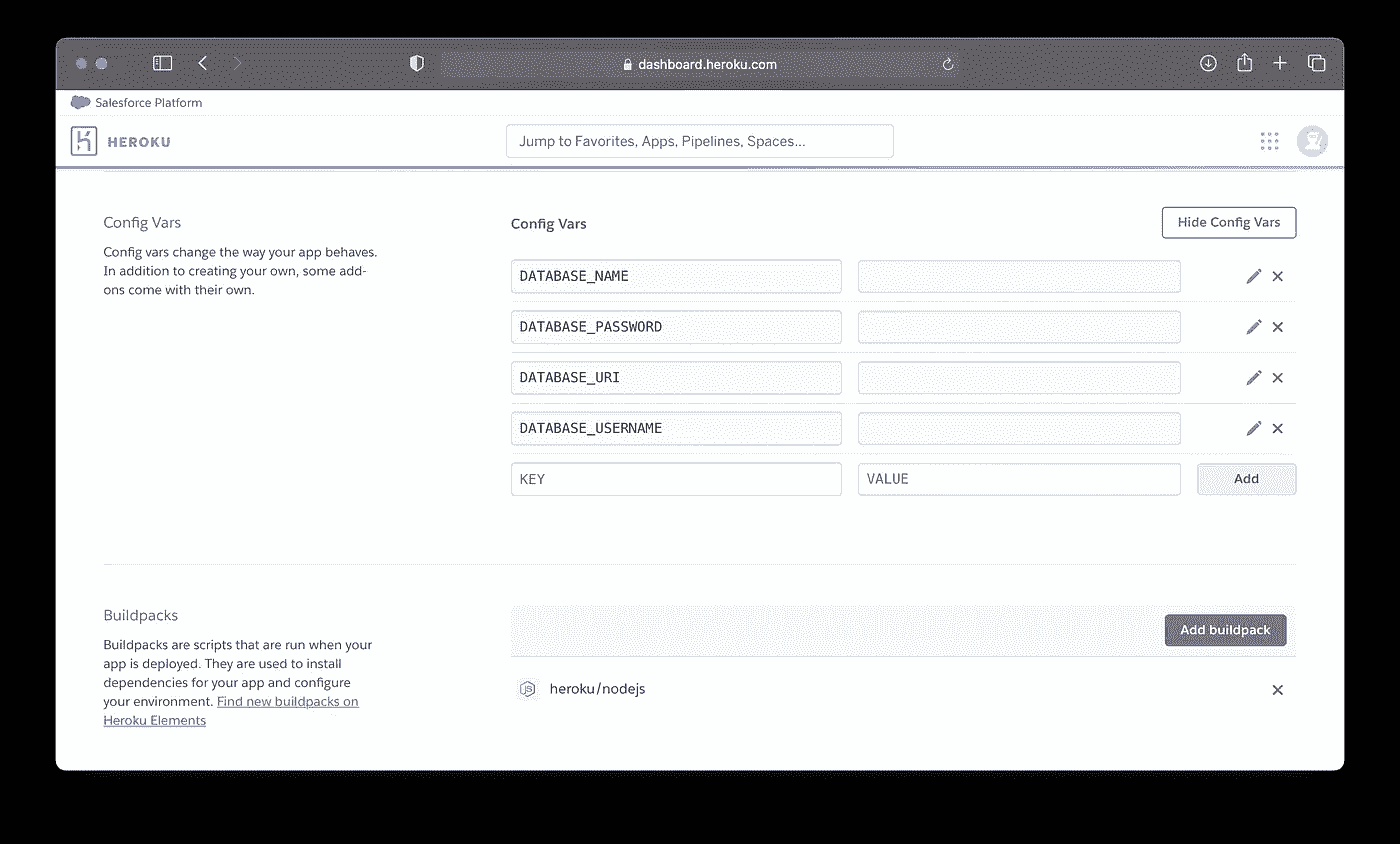 dashboard.heroku.com
Salesforce Platform
HEROKU
Jump to Favorites, Apps, Pipelines, Spaces...
Config Vars
Config vars change the way your app behaves.
In addition to creating your own, some add-
ons come with their own.
Config Vars
Hide Config Vars
DATABASE_NAME
DATABASE_PASSWORD
DATABASE_URI
DATABASE_USERNAME
KEY
VALUE
Add
Buildpacks
Buildpacks are scripts that are run when your
app is deployed. They are used to install
dependencies for your app and configure
your environment. Find new buildpacks on
Heroku Elements
Add buildpack
JS
heroku/nodejs